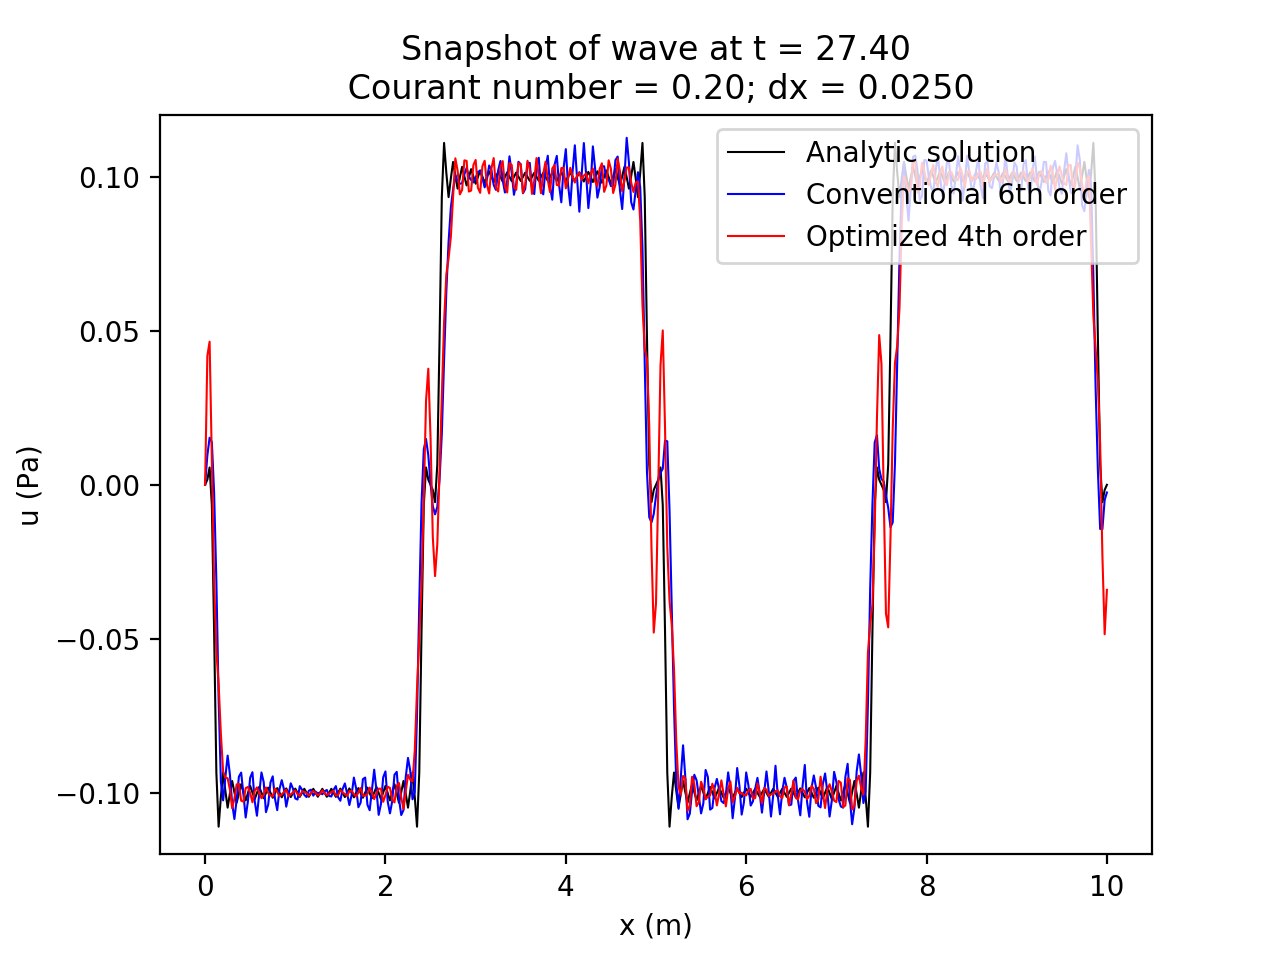 Snapshot of wave at t = 27.40
Courant number = 0.20; dx = 0.0250
Analytic solution
Conventional 6th order
Optimized 4th order
0.10
0.05
0.00
−0.05
−0.10
u (Pa)
0 2 4 6 8 10
x (m)